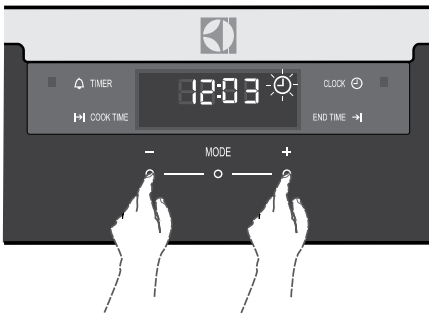 TIMER 12:03 CLOCK
COOK TIME END TIME
− MODE +